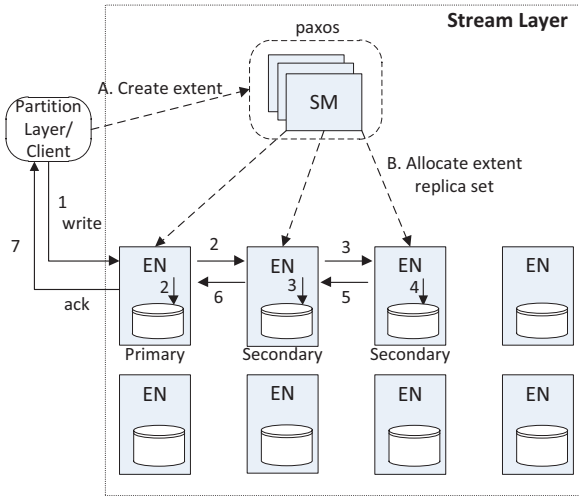 Stream Layer
paxos
A. Create extent
SM
Partition
Layer/
Client
B. Allocate extent
replica set
1
write
7
ack
EN
2
2
6
EN
3
3
5
EN
4
EN
Primary
Secondary
Secondary
EN
EN
EN
EN